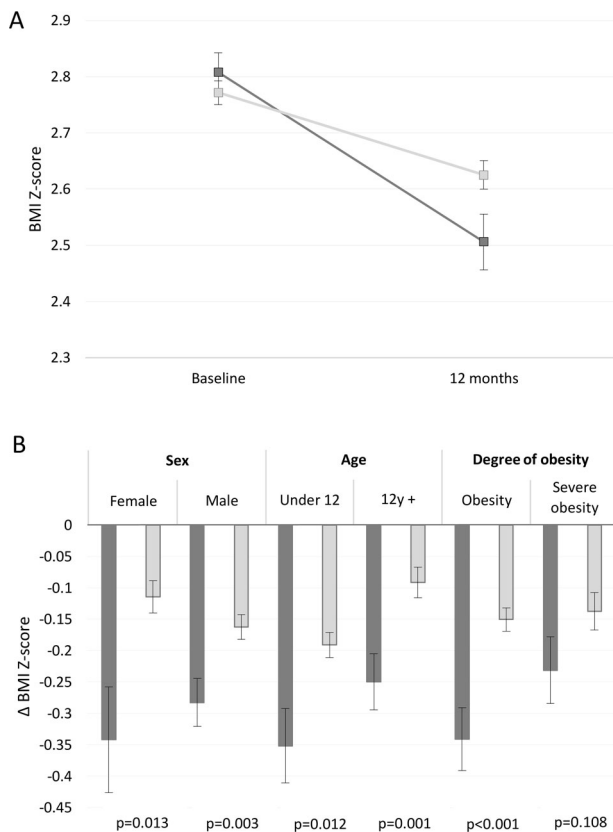 A
2.9
2.8
2.7
2.6
2.5
2.4
2.3
BMI Z-score
Baseline 12 months
B
Sex Age Degree of obesity
Female Male Under 12 12y + Obesity Severe obesity
0
-0.05
-0.1
-0.15
-0.2
-0.25
-0.3
-0.35
-0.4
-0.45
Δ BMI Z-score
p=0.013 p=0.003 p=0.012 p=0.001 p<0.001 p=0.108